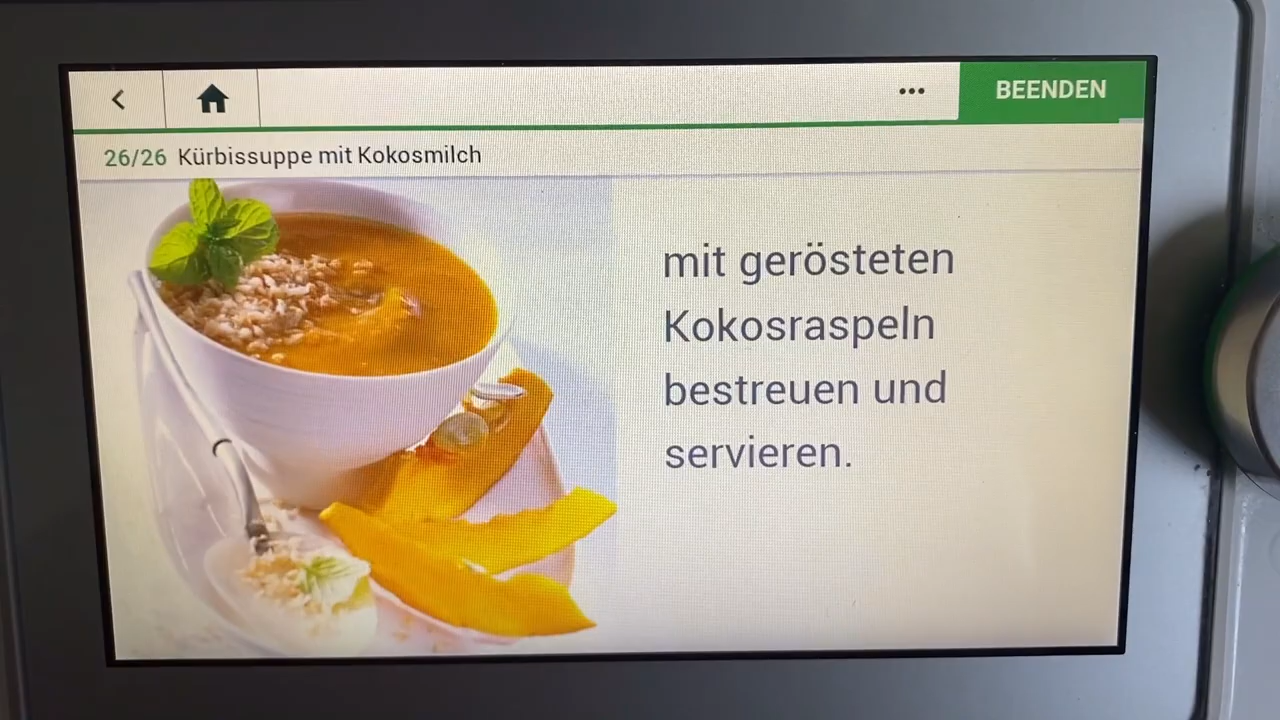 BEENDEN
26/26 Kürbissuppe mit Kokosmilch
mit gerösteten
Kokosraspeln
bestreuen und
servieren.